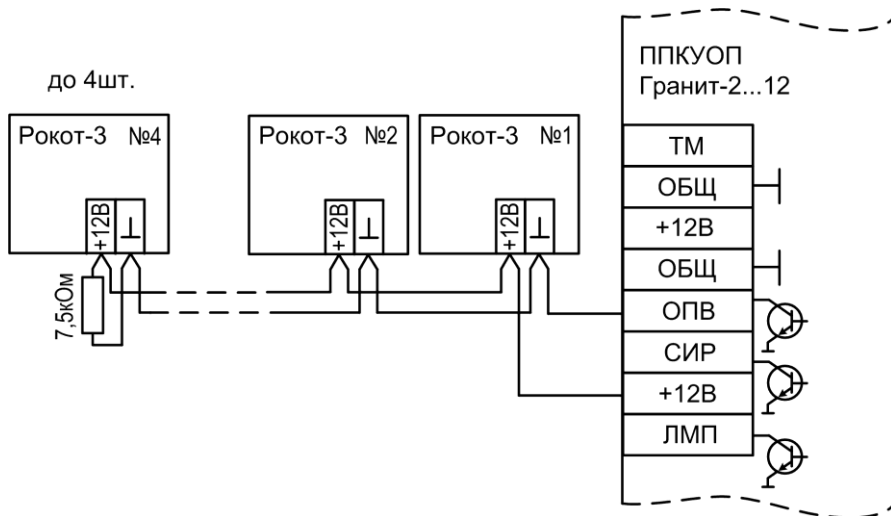 до 4шт.
Рокот-3 №4
+12В ⊥
7,5кОм
Рокот-3 №2
+12В ⊥
Рокот-3 №1
+12В ⊥
ППКУОП
Гранит-2...12
ТМ
ОБЩ
+12В
ОБЩ
ОПВ
СИР
+12В
ЛМП